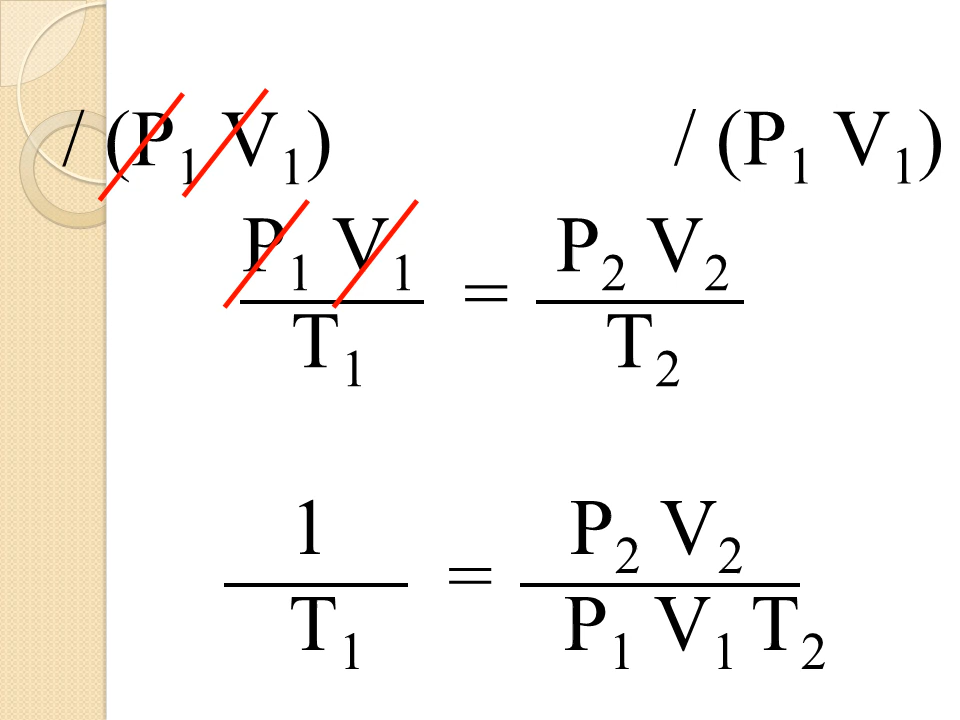 / (P₁ V₁) / (P₁ V₁)
P₁ V₁ = P₂ V₂
T₁ T₂
1 = P₂ V₂
T₁ P₁ V₁ T₂